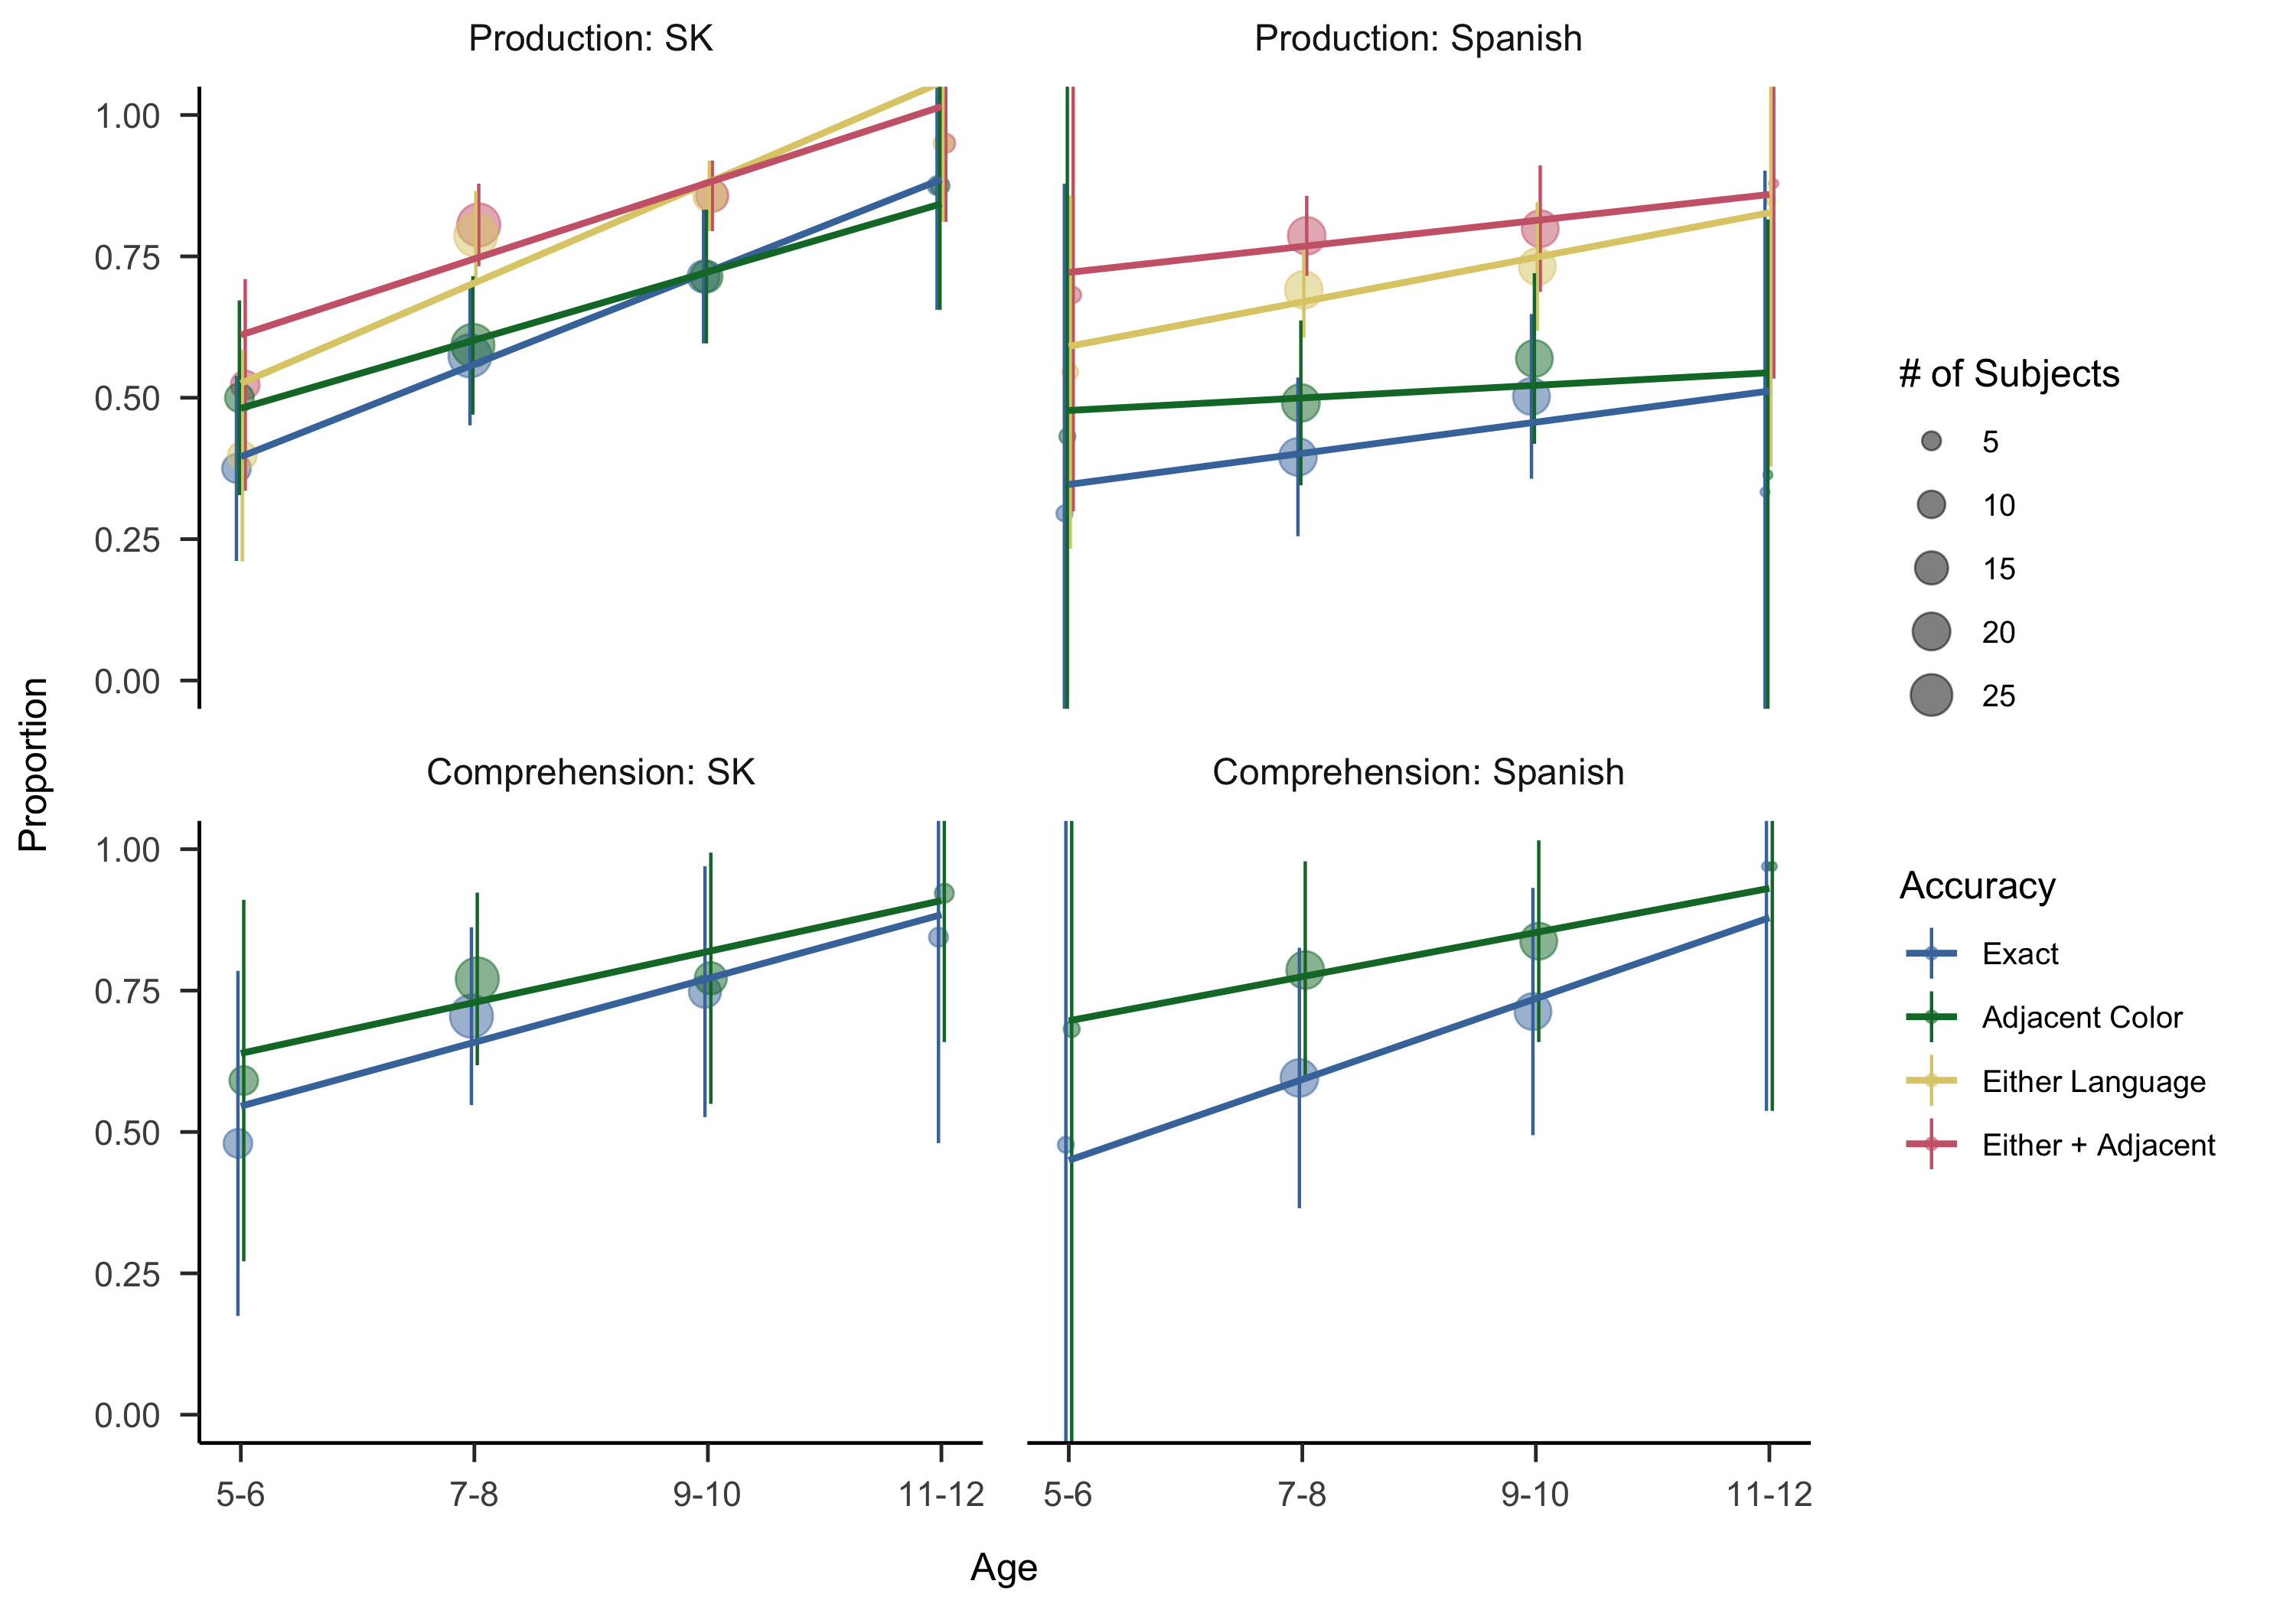 Production: SK
Production: Spanish
1.00
0.75
0.50
0.25
0.00
Comprehension: SK
Comprehension: Spanish
1.00
0.75
0.50
0.25
0.00
Proportion
5-6
7-8
9-10
11-12
5-6
7-8
9-10
11-12
Age
# of Subjects
5
10
15
20
25
Accuracy
Exact
Adjacent Color
Either Language
Either + Adjacent